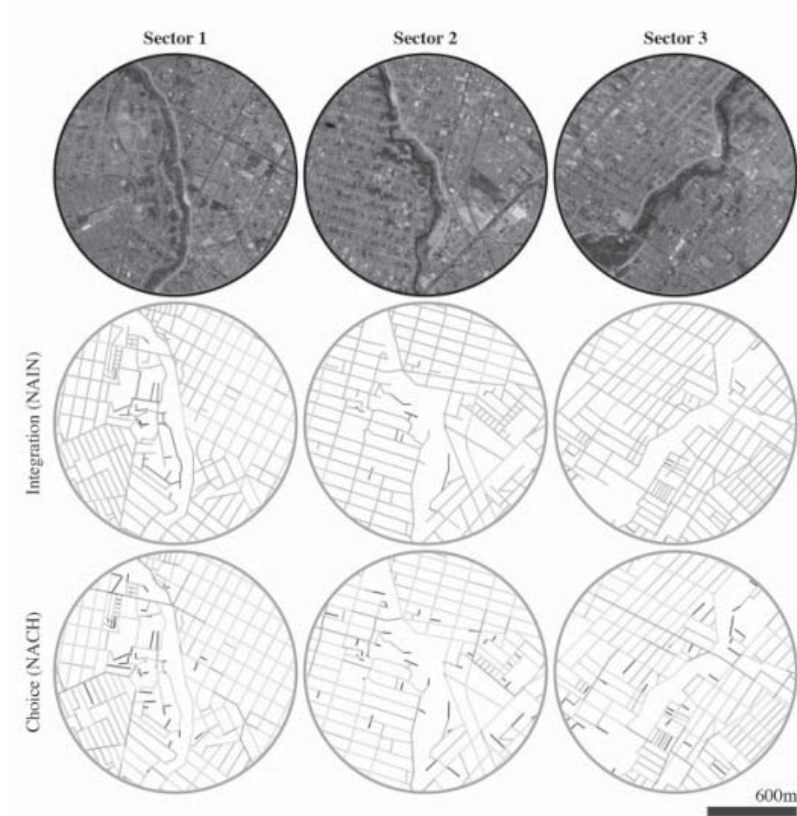 Sector 1
Sector 2
Sector 3
Integration (NAIN)
Choice (NACH)
600m